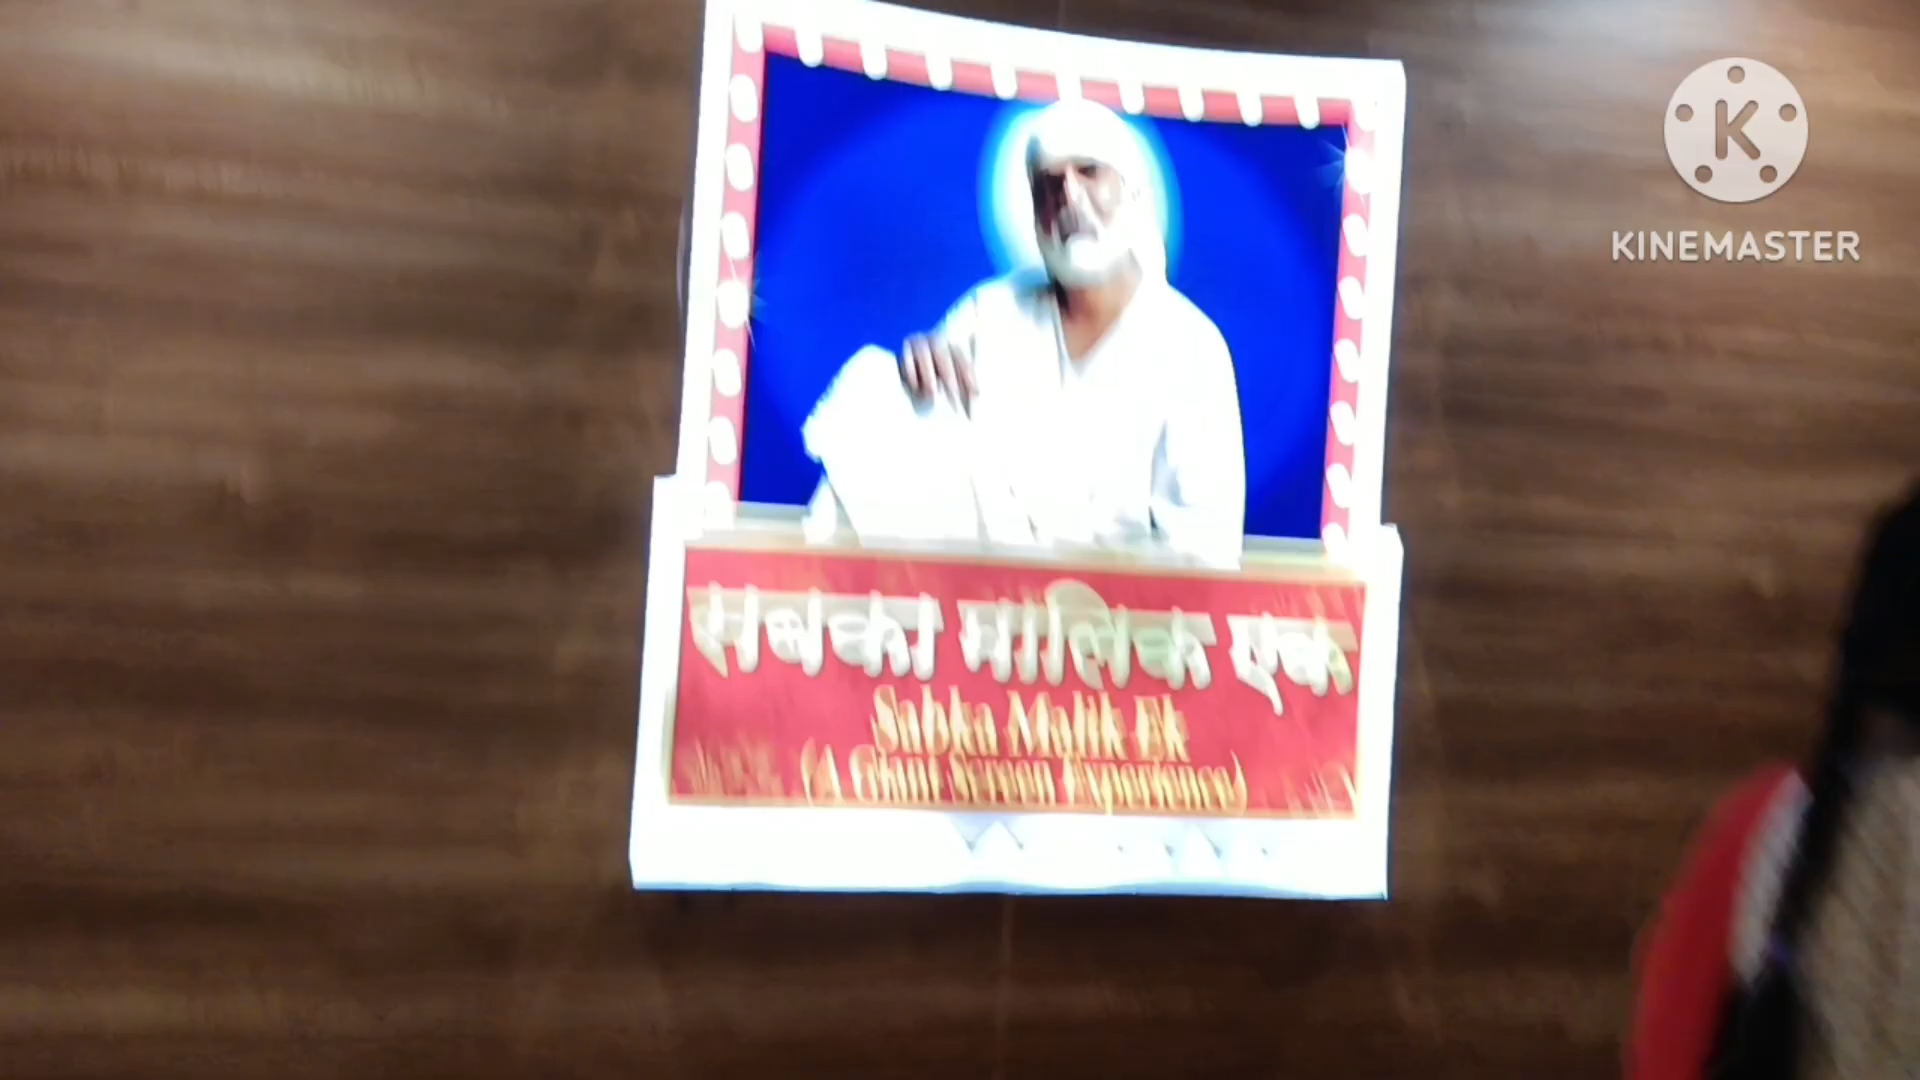 सबका मालिक एक
Sabka Malik Ek
(A Giant Screen Experience)
K
KINEMASTER